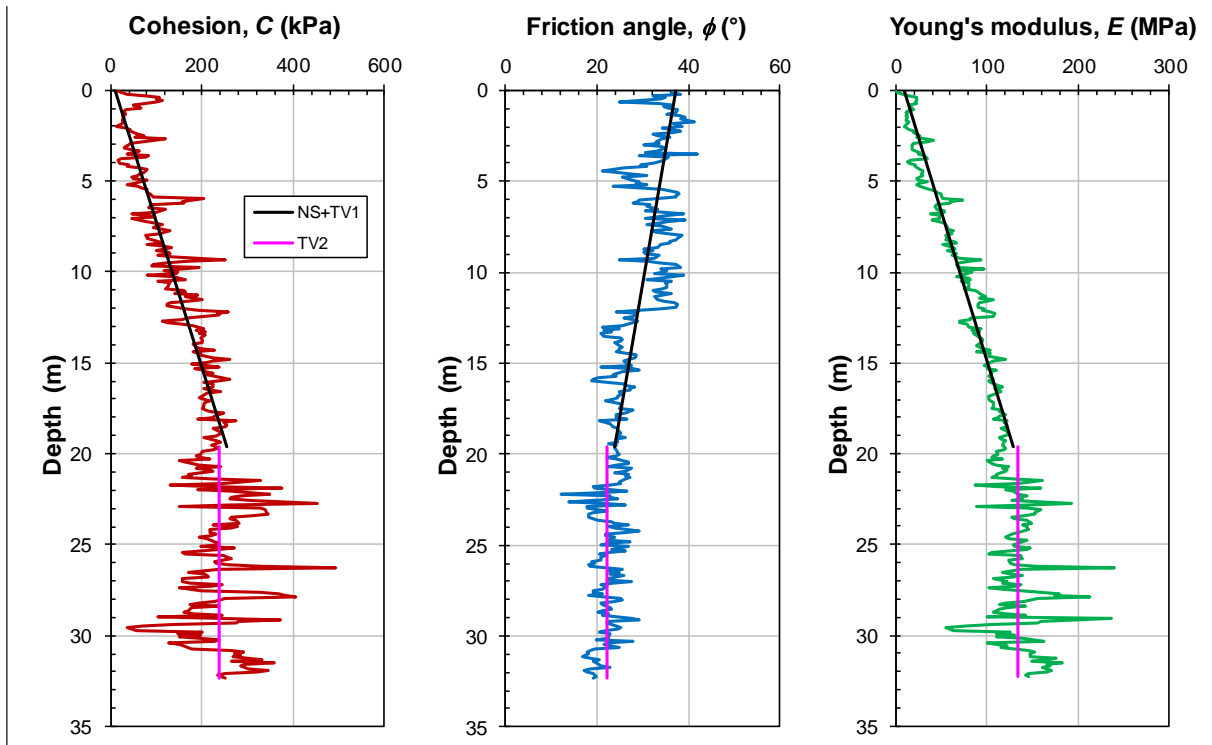 Cohesion, C (kPa)
0 200 400 600
0
5
10
15
20
25
30
35
Depth (m)
NS+TV1
TV2
Friction angle, ϕ (°)
0 20 40 60
0
5
10
15
20
25
30
35
Depth (m)
Young's modulus, E (MPa)
0 100 200 300
0
5
10
15
20
25
30
35
Depth (m)